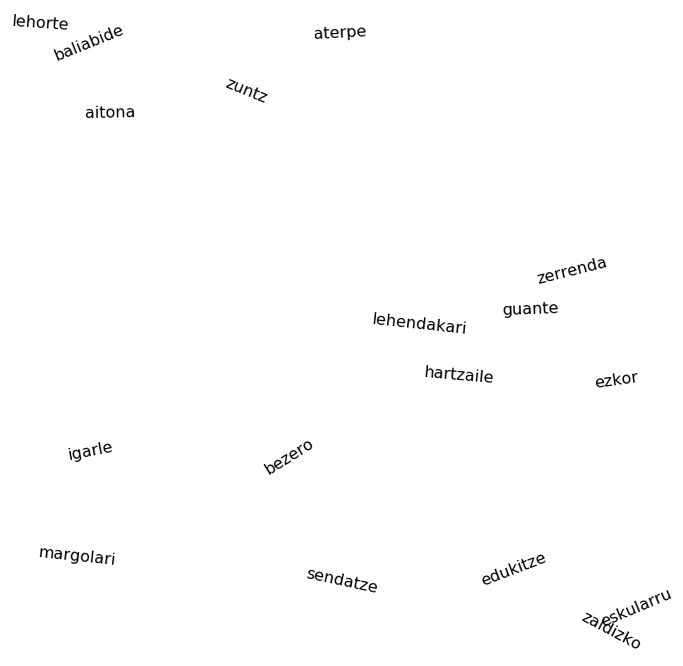 lehorte
aterpe
baliabide
zuntz
aitona
zerrenda
guante
lehendakari
hartzaile
ezkor
igarle
bezero
margolari
edukitze
sendatze
eskularru
zaldizko